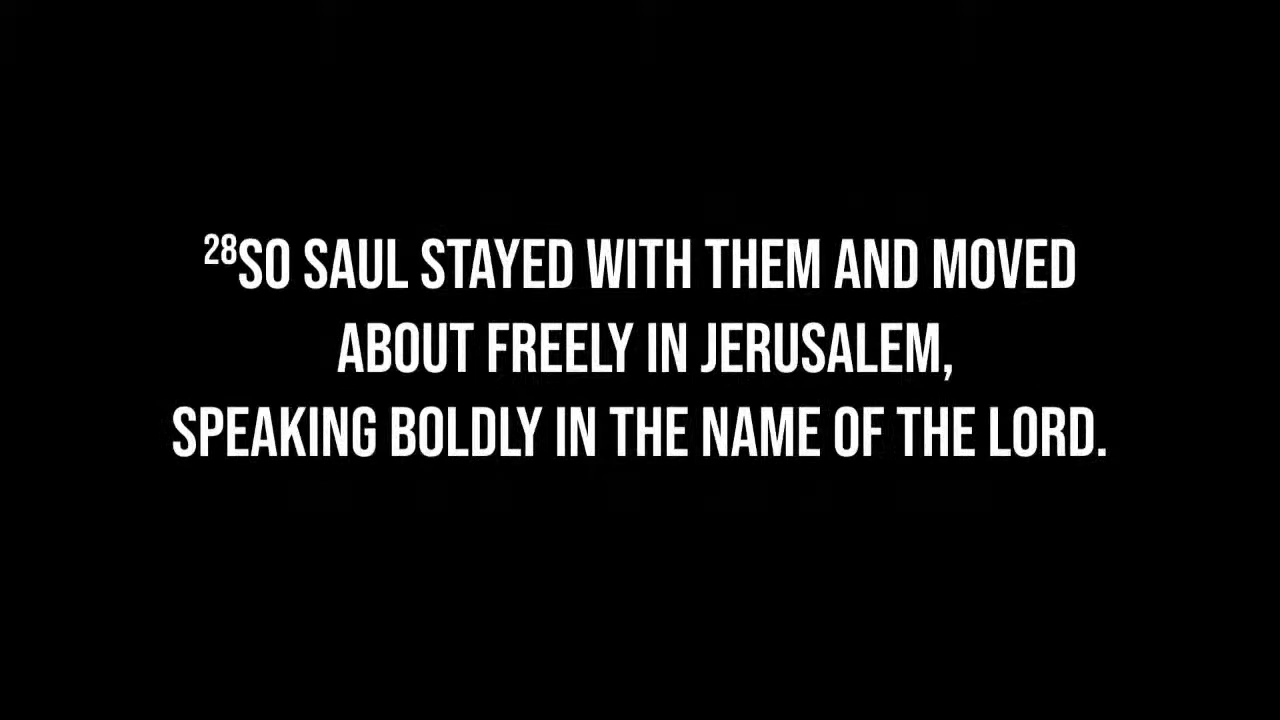 ²⁸SO SAUL STAYED WITH THEM AND MOVED
ABOUT FREELY IN JERUSALEM,
SPEAKING BOLDLY IN THE NAME OF THE LORD.